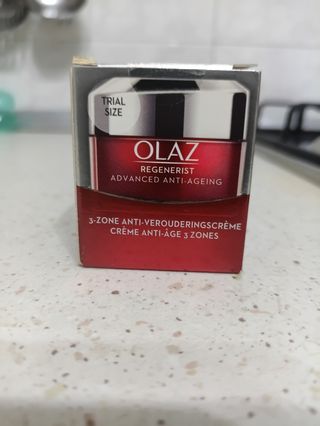 TRIAL
SIZE
OLAZ
REGENERIST
ADVANCED ANTI-AGEING
3-ZONE ANTI-VEROUDERINGSCRÈME
CRÈME ANTI-ÂGE 3 ZONES